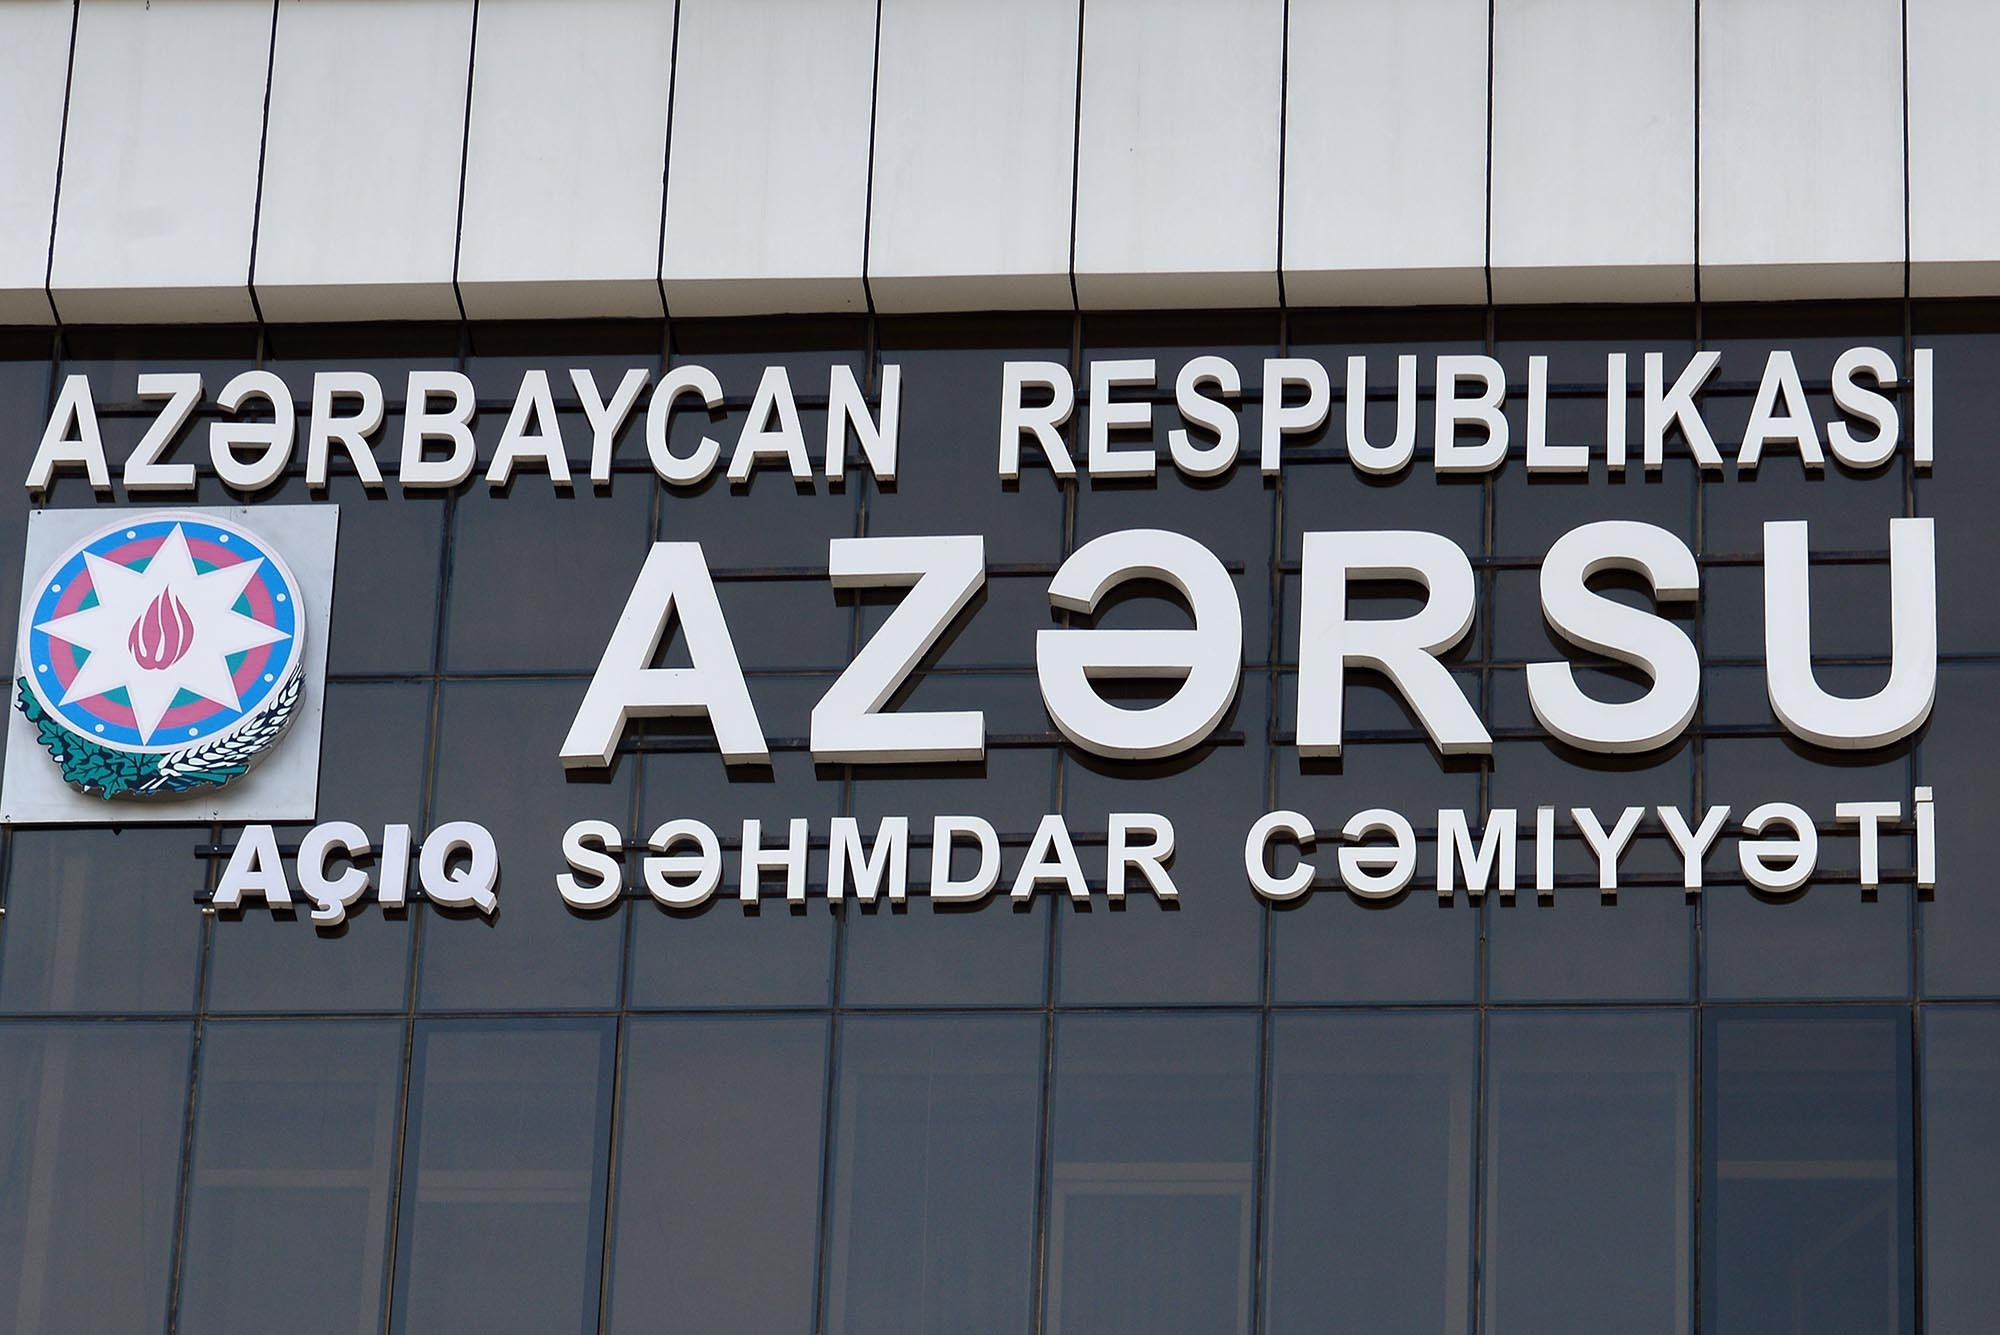 AZƏRBAYCAN RESPUBLIKASI
AZƏRSU
AÇIQ SƏHMDAR CƏMIYYƏTİ